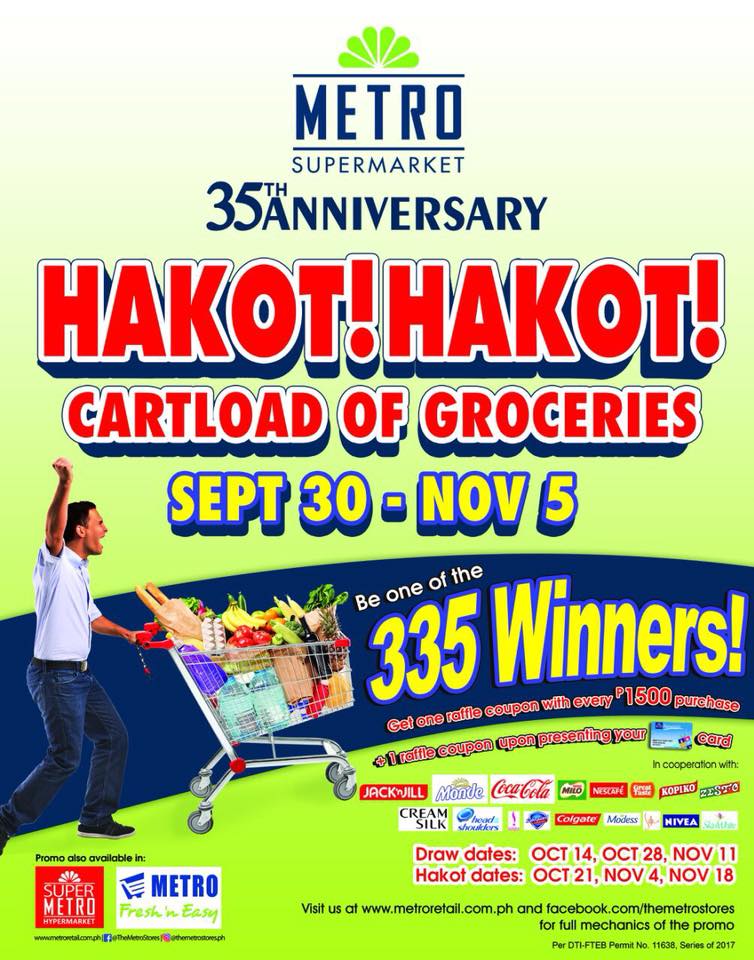 METRO
SUPERMARKET
35TH ANNIVERSARY
HAKOT! HAKOT!
CARTLOAD OF GROCERIES
SEPT 30 - NOV 5
Be one of the
335 Winners!
Get one raffle coupon with every ₱1500 purchase
+ 1 raffle coupon upon presenting your card
In cooperation with:
JACK'nJILL Monde Coca-Cola MILO NESCAFÉ Great Taste KOPIKO ZEST-O
CREAM SILK head & shoulders Colgate Modess NIVEA SkinWhite
Draw dates: OCT 14, OCT 28, NOV 11
Hakot dates: OCT 21, NOV 4, NOV 18
Promo also available in:
SUPER METRO HYPERMARKET
METRO Fresh 'n Easy
www.metroretail.com.ph | @TheMetroStores | @themetrostores.ph
Visit us at www.metroretail.com.ph and facebook.com/themetrostores
for full mechanics of the promo
Per DTI-FTEB Permit No. 11638, Series of 2017